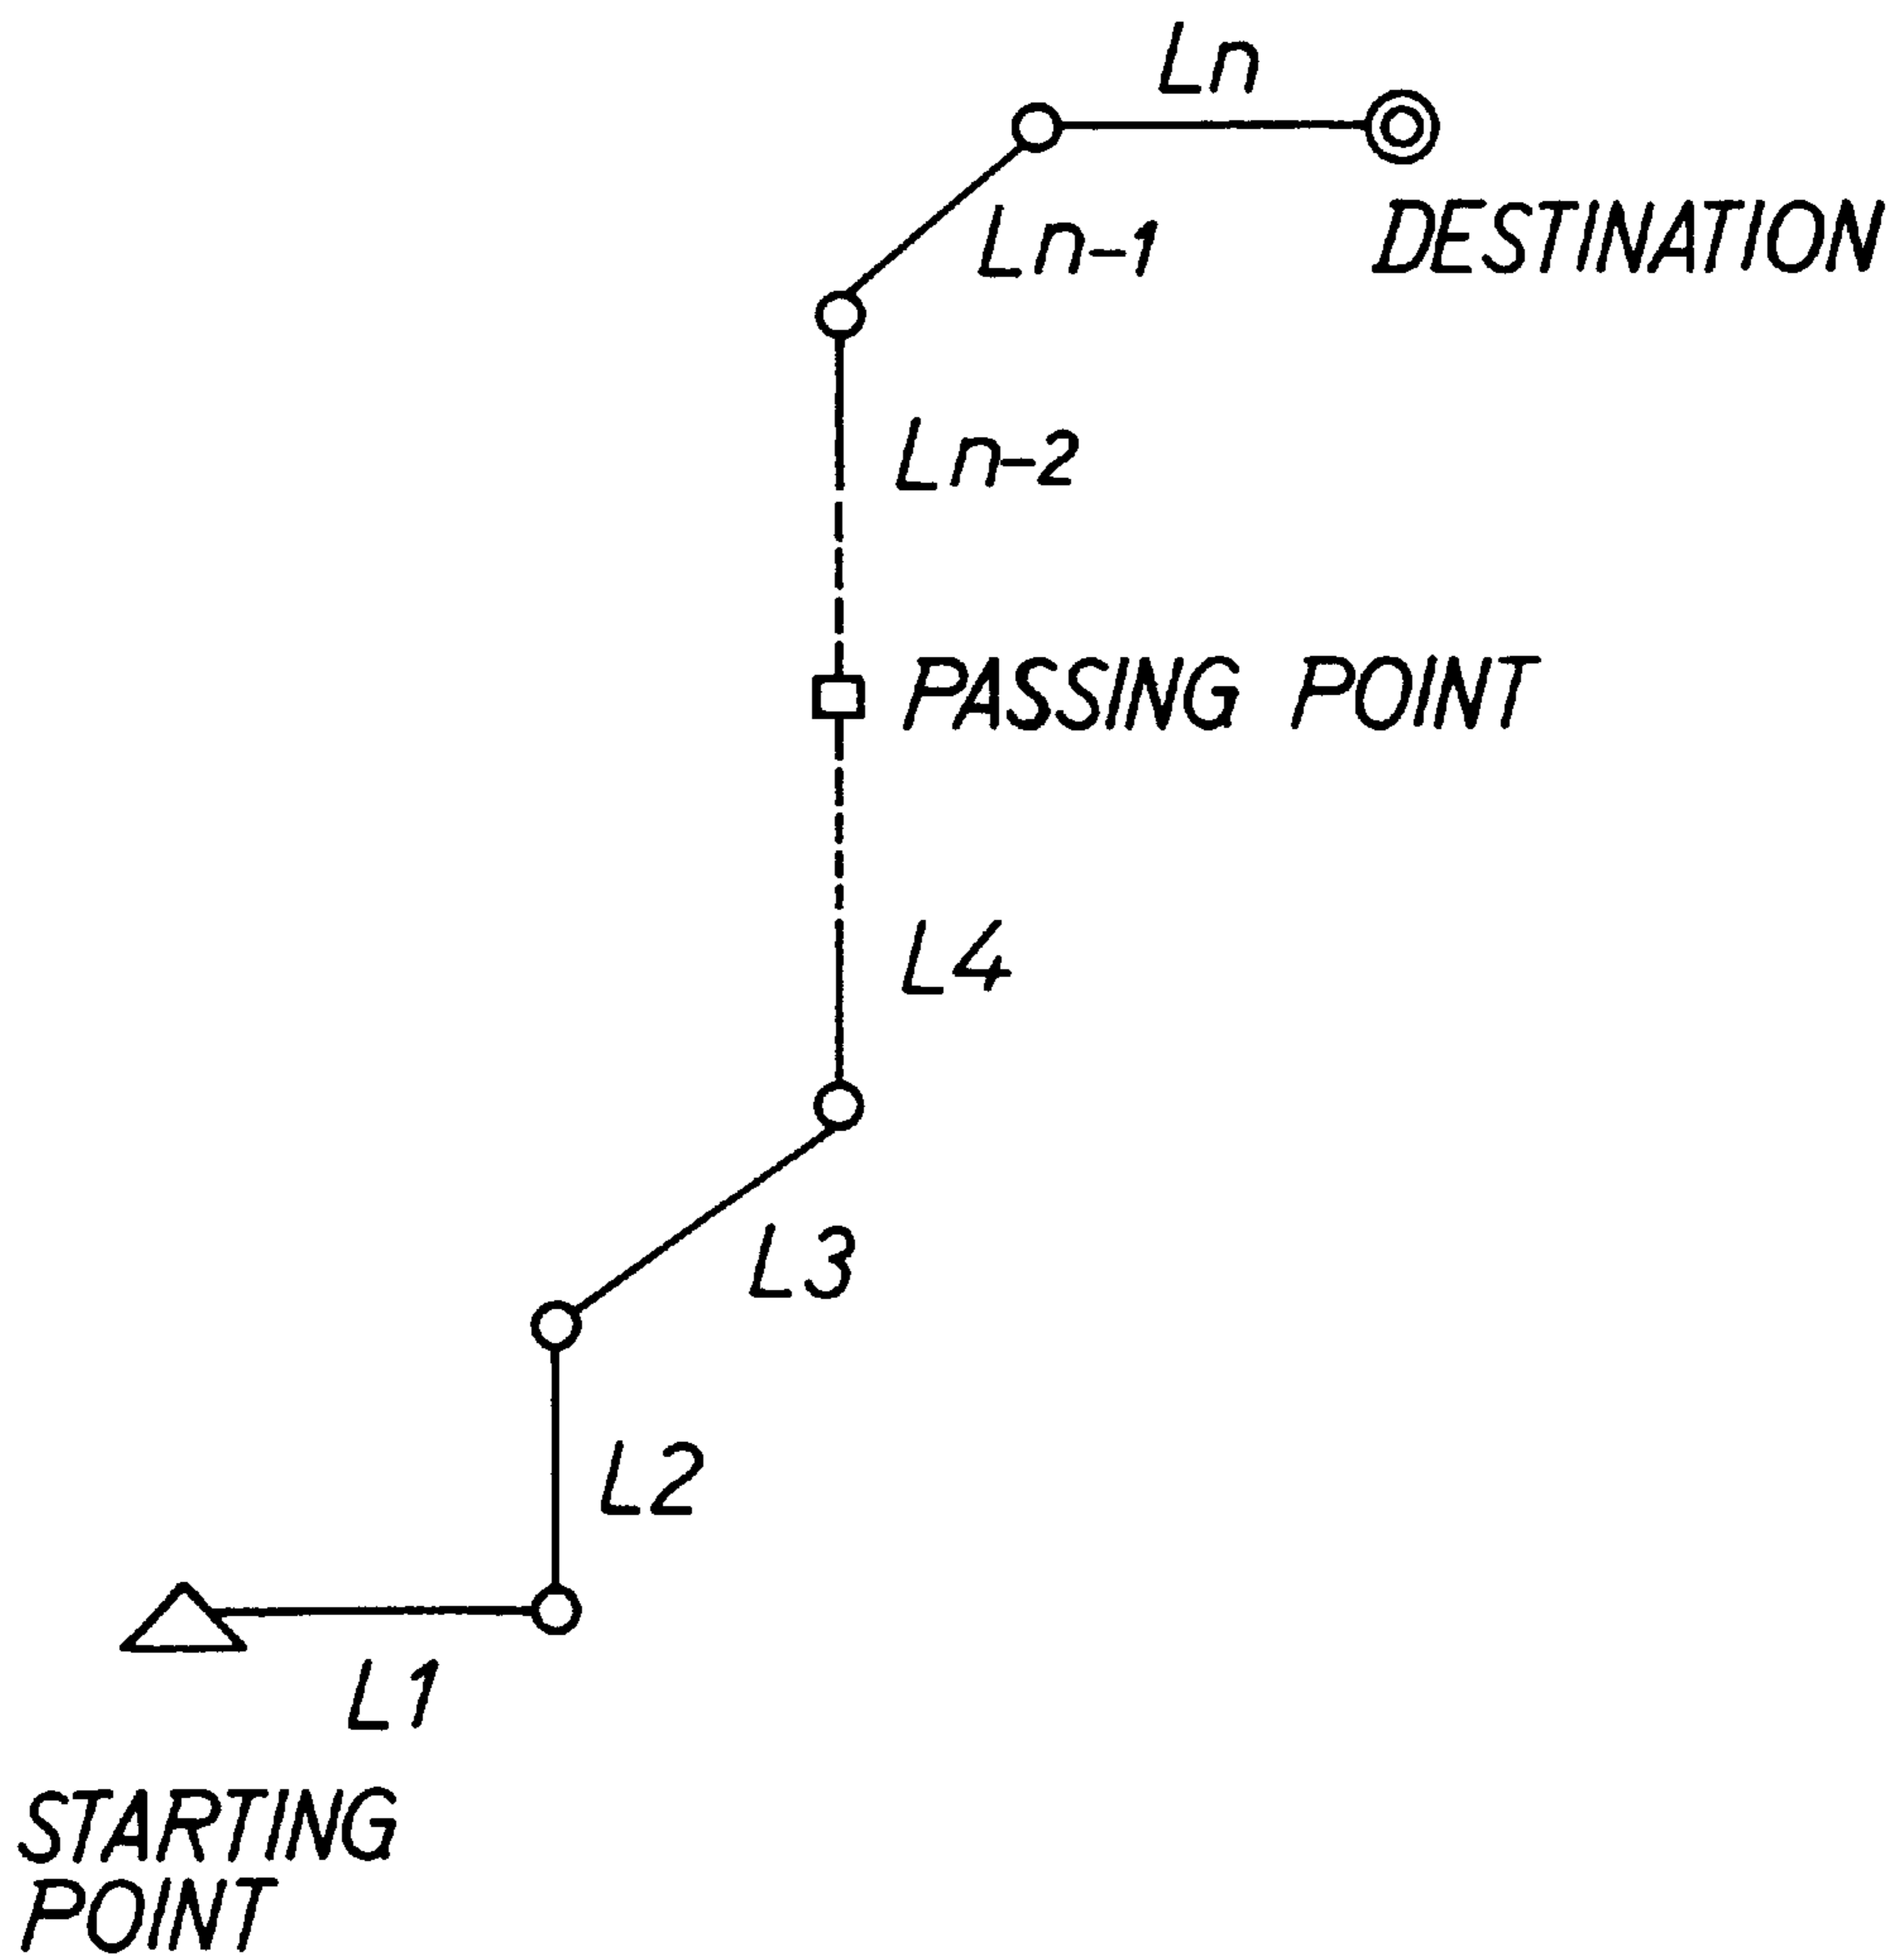 Ln
DESTINATION
Ln-1
Ln-2
PASSING POINT
L4
L3
L2
L1
STARTING
POINT